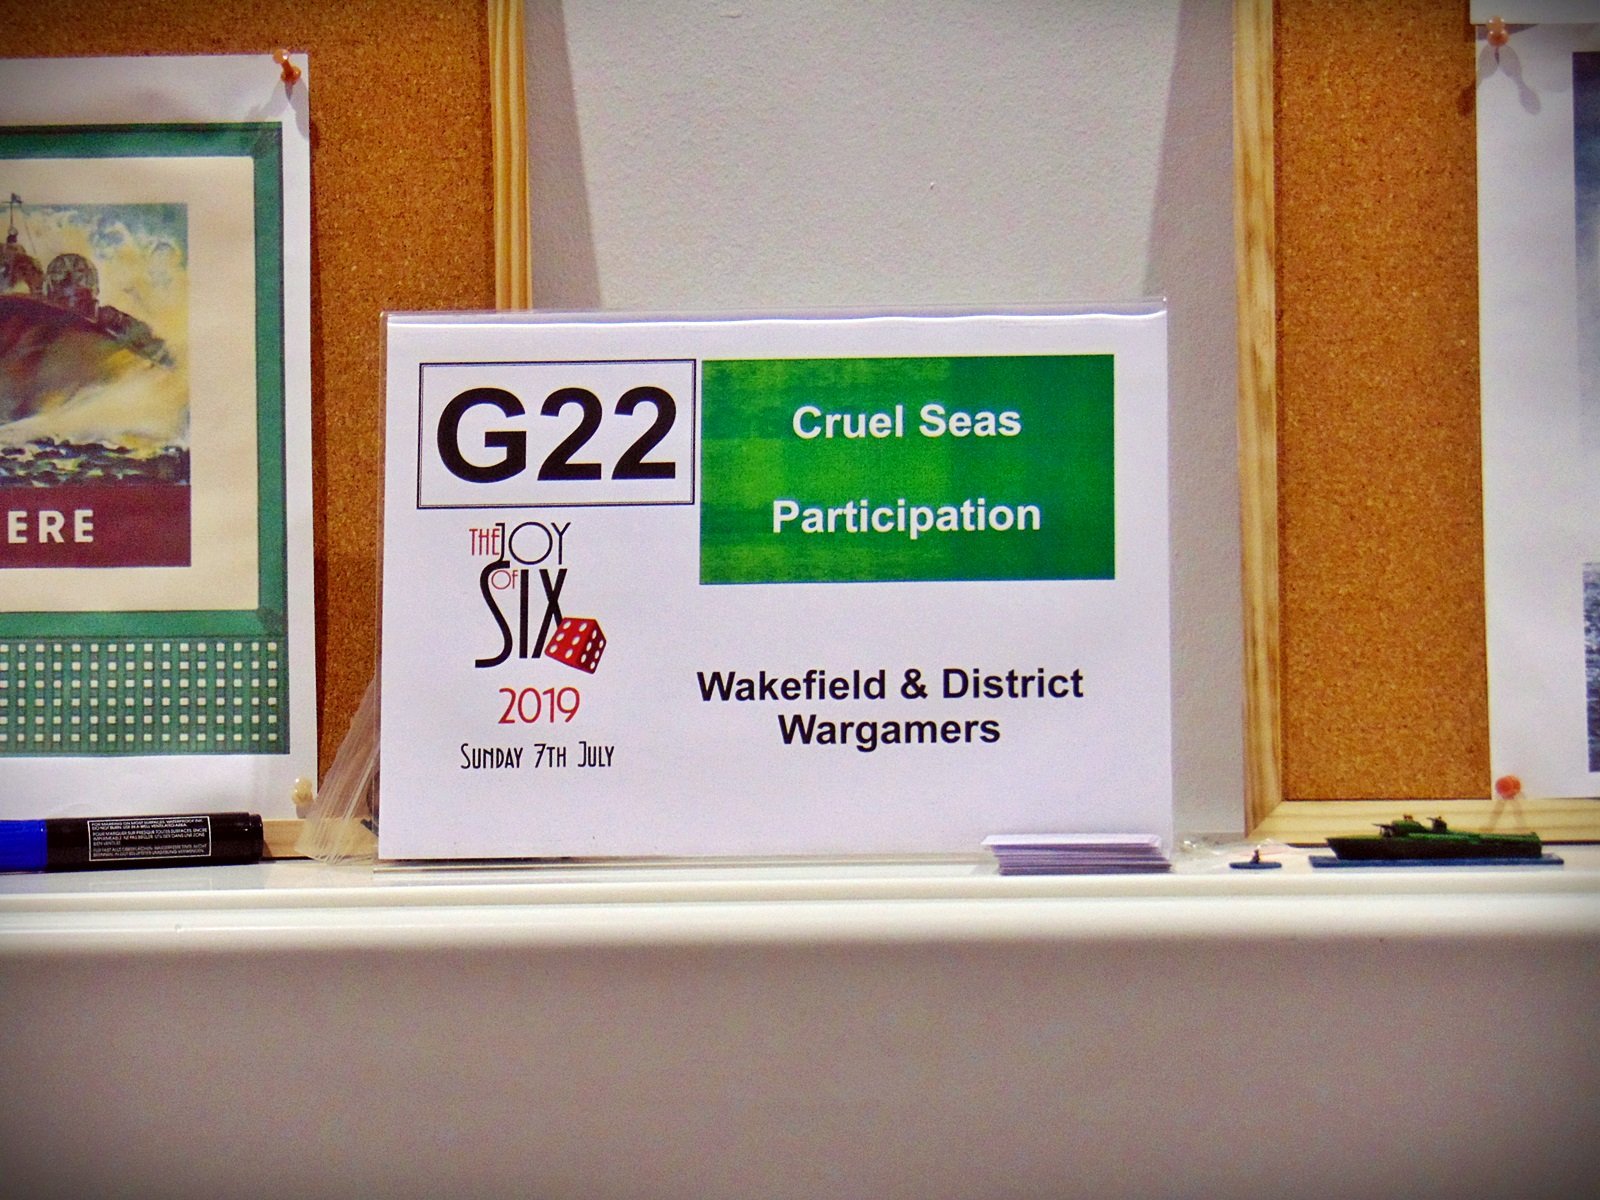 G22
Cruel Seas
Participation
THE JOY
OF
SIX
2019
SUNDAY 7TH JULY
Wakefield & District
Wargamers
ERE